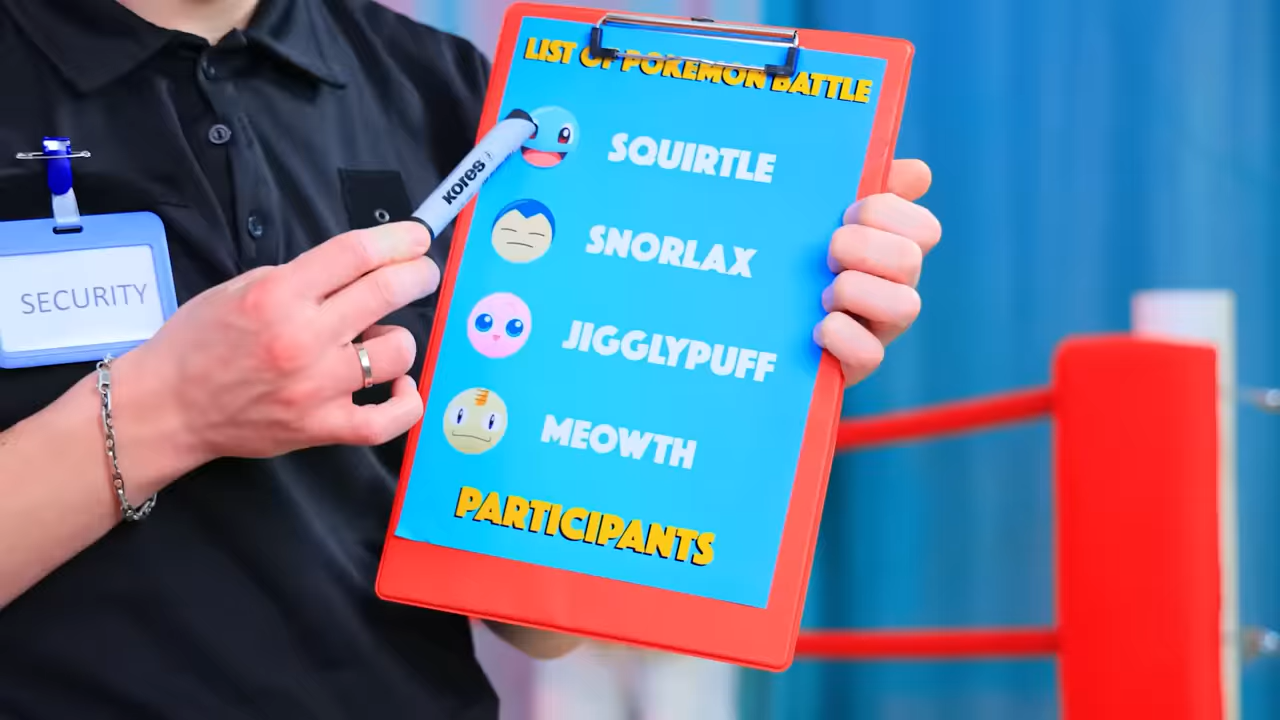 LIST OF POKEMON BATTLE
SQUIRTLE
SNORLAX
JIGGLYPUFF
MEOWTH
PARTICIPANTS
kores
SECURITY